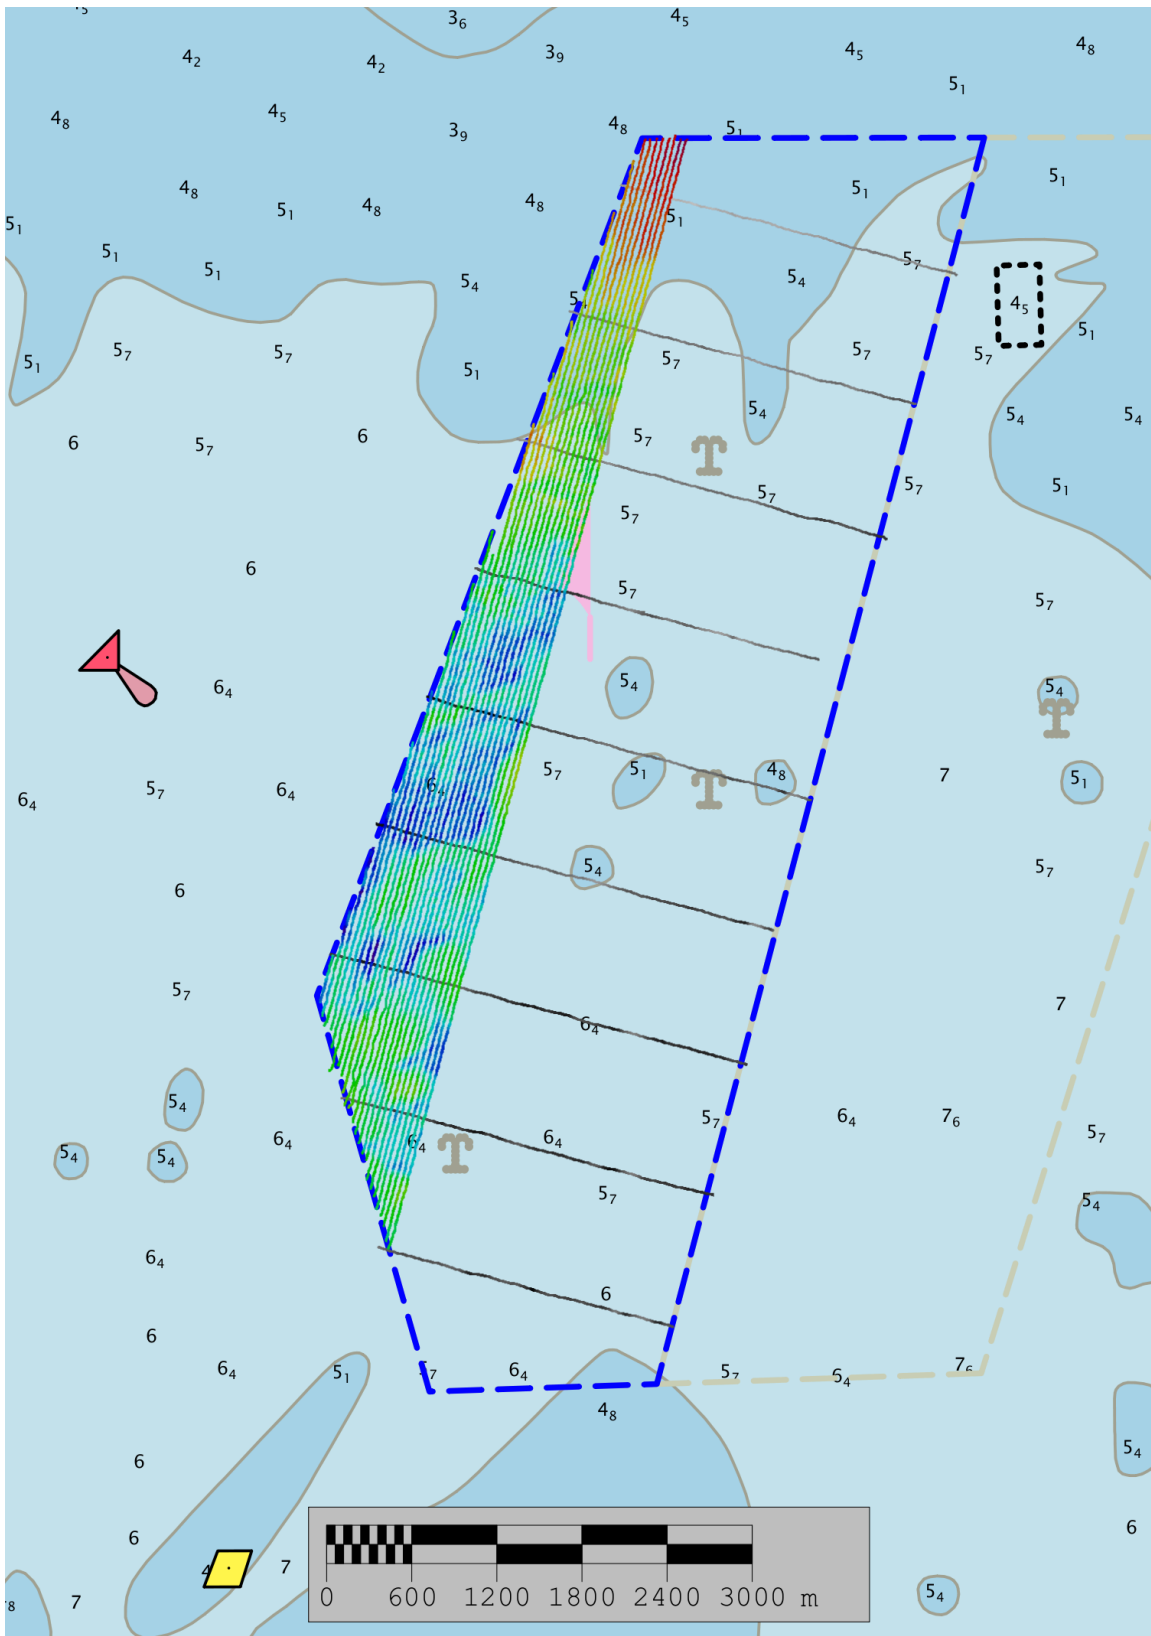 3₆ 4₅
4₂ 4₂ 3₉ 4₅ 4₈
5₁
4₈ 4₅ 3₉ 4₈ 5₁
4₈ 5₁ 4₈ 4₈ 5₁ 5₁
5₁ 5₁
5₁ 5₁ 5₇
5₄ 5₄
4₅
5₁ 5₇ 5₇ 5₁ 5₇ 5₇ 5₇ 5₁
5₄ 5₄ 5₄
6 5₇ 6 5₇
5₇ 5₇ 5₁
5₇
6 5₇ 5₇
6₄ 5₄ 5₄
6₄ 5₇ 6₄ 6₄ 5₇ 5₁ 4₈ 7 5₁
6 5₄ 5₇
5₇ 6₄ 7
5₄ 5₇ 6₄ 7₆
5₄ 5₄ 6₄ 6₄ 6₄ 5₇
5₇ 5₄
6₄ 6
6 6₄ 5₁ 6₄ 5₇ 6₄ 7₆
4₈
6 5₄
6 7 6
7 5₄
0 600 1200 1800 2400 3000 m